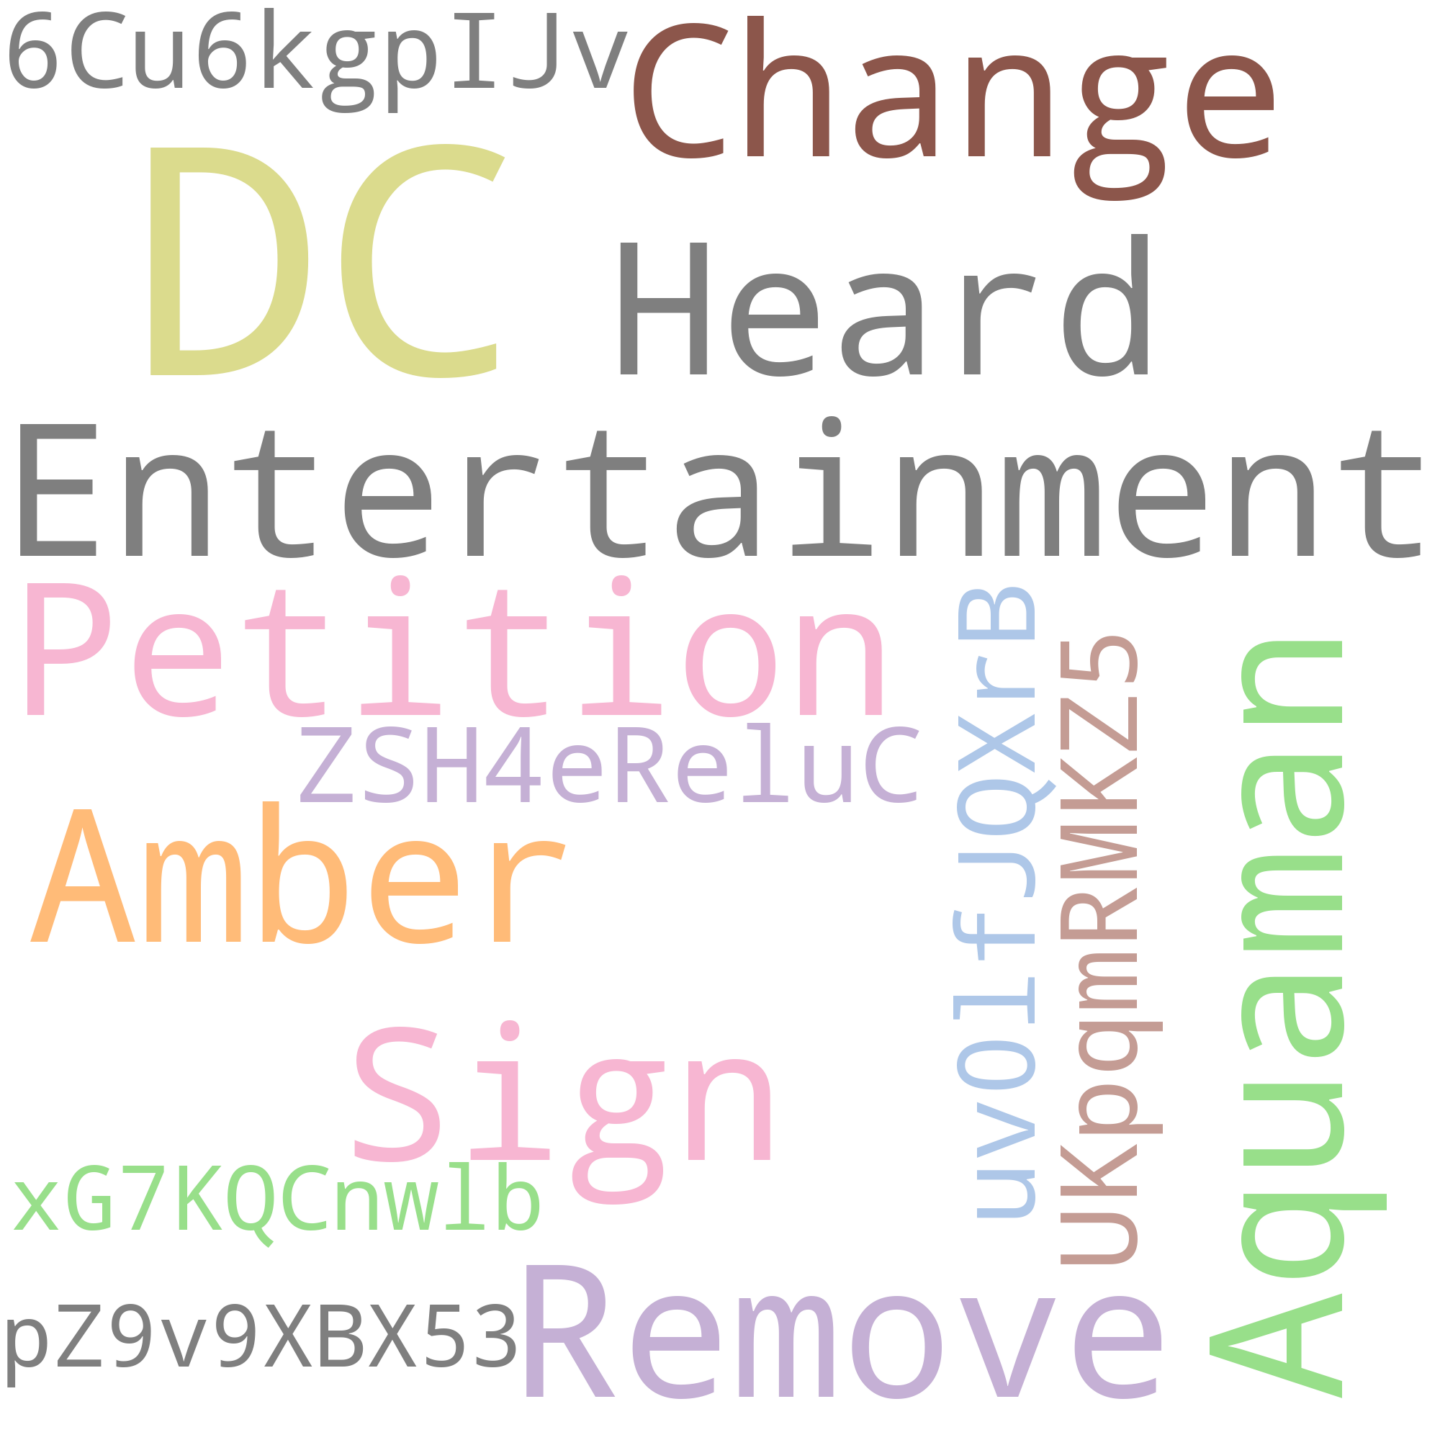 6Cu6kgpIJv
Change
DC
Heard
Entertainment
Petition
ZSH4eReluC
Amber
uv0lfJQXrB
UKpqmRMKZ5
Aquaman
Sign
xG7KQCnwlb
pZ9v9XBX53
Remove